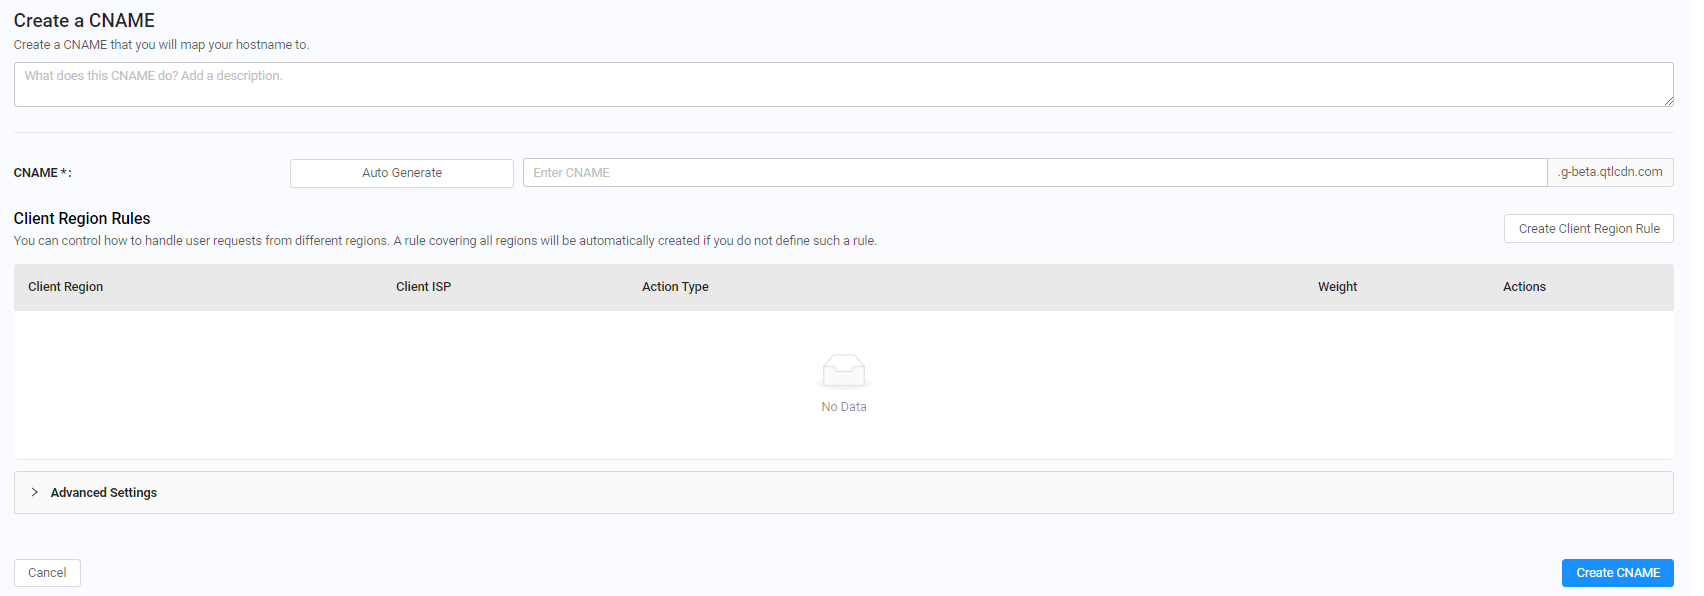 Create a CNAME
Create a CNAME that you will map your hostname to.
What does this CNAME do? Add a description.
CNAME * :
Auto Generate
Enter CNAME
.g-beta.qtlcdn.com
Client Region Rules
You can control how to handle user requests from different regions. A rule covering all regions will be automatically created if you do not define such a rule.
Create Client Region Rule
Client Region Client ISP Action Type Weight Actions
No Data
Advanced Settings
Cancel
Create CNAME